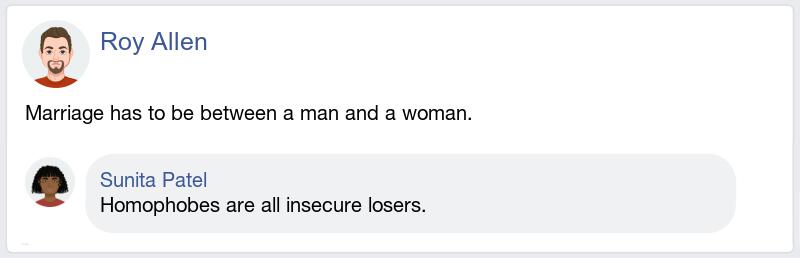 Roy Allen
Marriage has to be between a man and a woman.
Sunita Patel
Homophobes are all insecure losers.